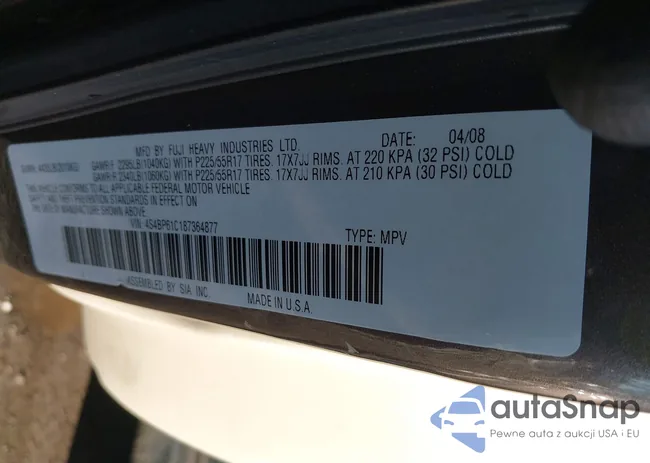 MFD. BY FUJI HEAVY INDUSTRIES LTD. DATE: 04/08
GAWR:F 2295LB(1040KG) WITH P225/55R17 TIRES. 17X7JJ RIMS. AT 220 KPA (32 PSI) COLD
GAWR:R 2340LB(1060KG) WITH P225/55R17 TIRES. 17X7JJ RIMS. AT 210 KPA (30 PSI) COLD
THIS VEHICLE CONFORMS TO ALL APPLICABLE FEDERAL MOTOR VEHICLE
SAFETY AND THEFT PREVENTION STANDARDS IN EFFECT ON THE DATE OF
MANUFACTURE SHOWN ABOVE.
VIN: 4S4BP61C187364877 TYPE: MPV
ASSEMBLED BY SIA INC.
MADE IN U.S.A.
autoSnap
Pewne auta z aukcji USA i EU